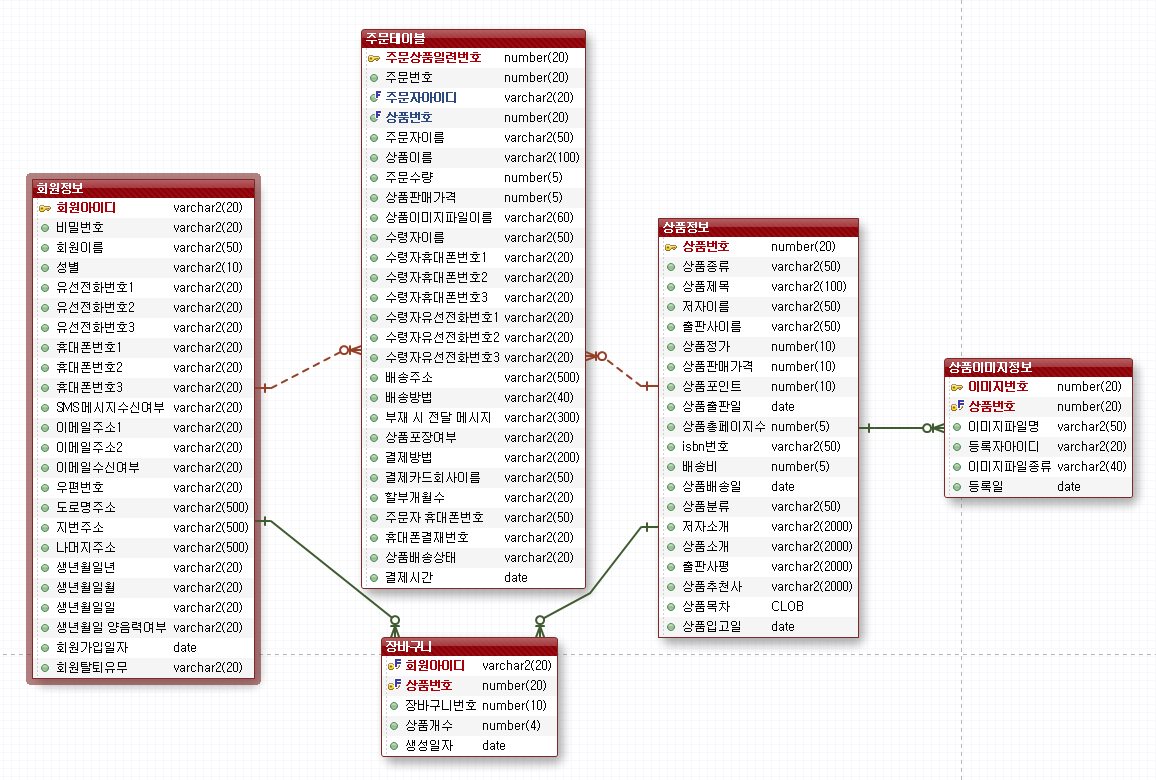 주문테이블
주문상품일련번호 number(20)
주문번호 number(20)
주문자아이디 varchar2(20)
상품번호 number(20)
주문자이름 varchar2(50)
상품이름 varchar2(100)
주문수량 number(5)
상품판매가격 number(5)
상품이미지파일이름 varchar2(60)
수령자이름 varchar2(50)
수령자휴대폰번호1 varchar2(20)
수령자휴대폰번호2 varchar2(20)
수령자휴대폰번호3 varchar2(20)
수령자유선전화번호1 varchar2(20)
수령자유선전화번호2 varchar2(20)
수령자유선전화번호3 varchar2(20)
배송주소 varchar2(500)
배송방법 varchar2(40)
부재 시 전달 메시지 varchar2(300)
상품포장여부 varchar2(20)
결제방법 varchar2(200)
결제카드회사이름 varchar2(50)
할부개월수 varchar2(20)
주문자 휴대폰번호 varchar2(50)
휴대폰결재번호 varchar2(20)
상품배송상태 varchar2(20)
결제시간 date
회원정보
회원아이디 varchar2(20)
비밀번호 varchar2(20)
회원이름 varchar2(50)
성별 varchar2(10)
유선전화번호1 varchar2(20)
유선전화번호2 varchar2(20)
유선전화번호3 varchar2(20)
휴대폰번호1 varchar2(20)
휴대폰번호2 varchar2(20)
휴대폰번호3 varchar2(20)
SMS메시지수신여부 varchar2(20)
이메일주소1 varchar2(20)
이메일주소2 varchar2(20)
이메일수신여부 varchar2(20)
우편번호 varchar2(20)
도로명주소 varchar2(500)
지번주소 varchar2(500)
나머지주소 varchar2(500)
생년월일년 varchar2(20)
생년월일월 varchar2(20)
생년월일일 varchar2(20)
생년월일 양음력여부 varchar2(20)
회원가입일자 date
회원탈퇴유무 varchar2(20)
상품정보
상품번호 number(20)
상품종류 varchar2(50)
상품제목 varchar2(100)
저자이름 varchar2(50)
출판사이름 varchar2(50)
상품정가 number(10)
상품판매가격 number(10)
상품포인트 number(10)
상품출판일 date
상품총페이지수 number(5)
isbn번호 varchar2(50)
배송비 number(5)
상품배송일 date
상품분류 varchar2(50)
저자소개 varchar2(2000)
상품소개 varchar2(2000)
출판사평 varchar2(2000)
상품추천사 varchar2(2000)
상품목차 CLOB
상품입고일 date
상품이미지정보
이미지번호 number(20)
상품번호 number(20)
이미지파일명 varchar2(50)
등록자아이디 varchar2(20)
이미지파일종류 varchar2(40)
등록일 date
장바구니
회원아이디 varchar2(20)
상품번호 number(20)
장바구니번호 number(10)
상품개수 number(4)
생성일자 date